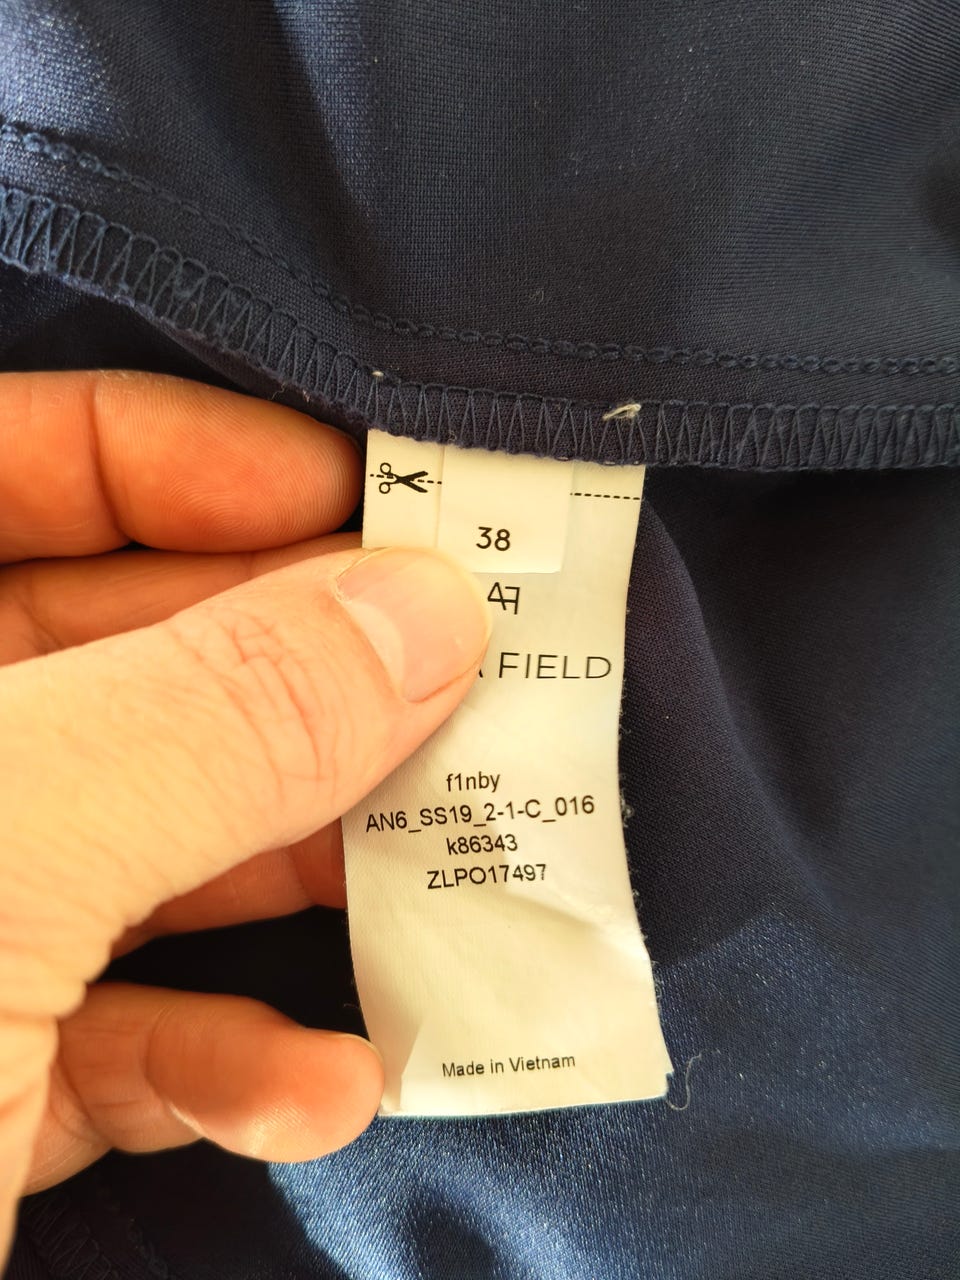 38
FIELD
f1nby
AN6_SS19_2-1-C_016
k86343
ZLPO17497
Made in Vietnam